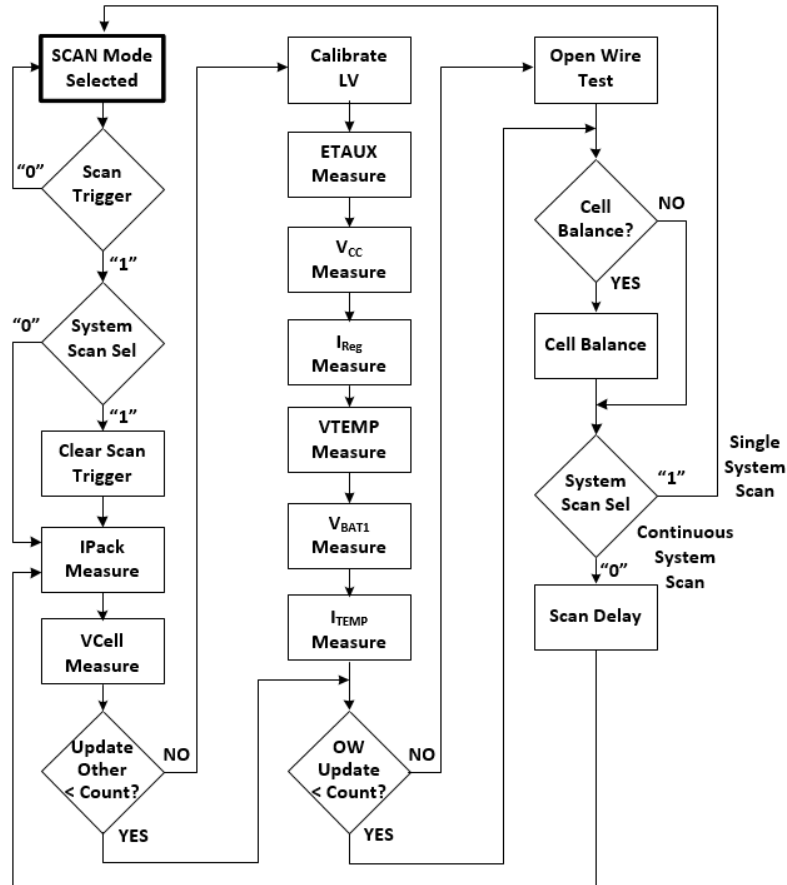 SCAN Mode
Selected
"0"
Scan
Trigger
"1"
"0"
System
Scan Sel
"1"
Clear Scan
Trigger
IPack
Measure
VCell
Measure
Update
Other
< Count?
NO
YES
Calibrate
LV
ETAUX
Measure
VCC
Measure
IReg
Measure
VTEMP
Measure
VBAT1
Measure
ITEMP
Measure
OW
Update
< Count?
NO
YES
Open Wire
Test
Cell
Balance?
NO
YES
Cell Balance
System
Scan Sel
"1"
Single
System
Scan
Continuous
System
Scan
"0"
Scan Delay